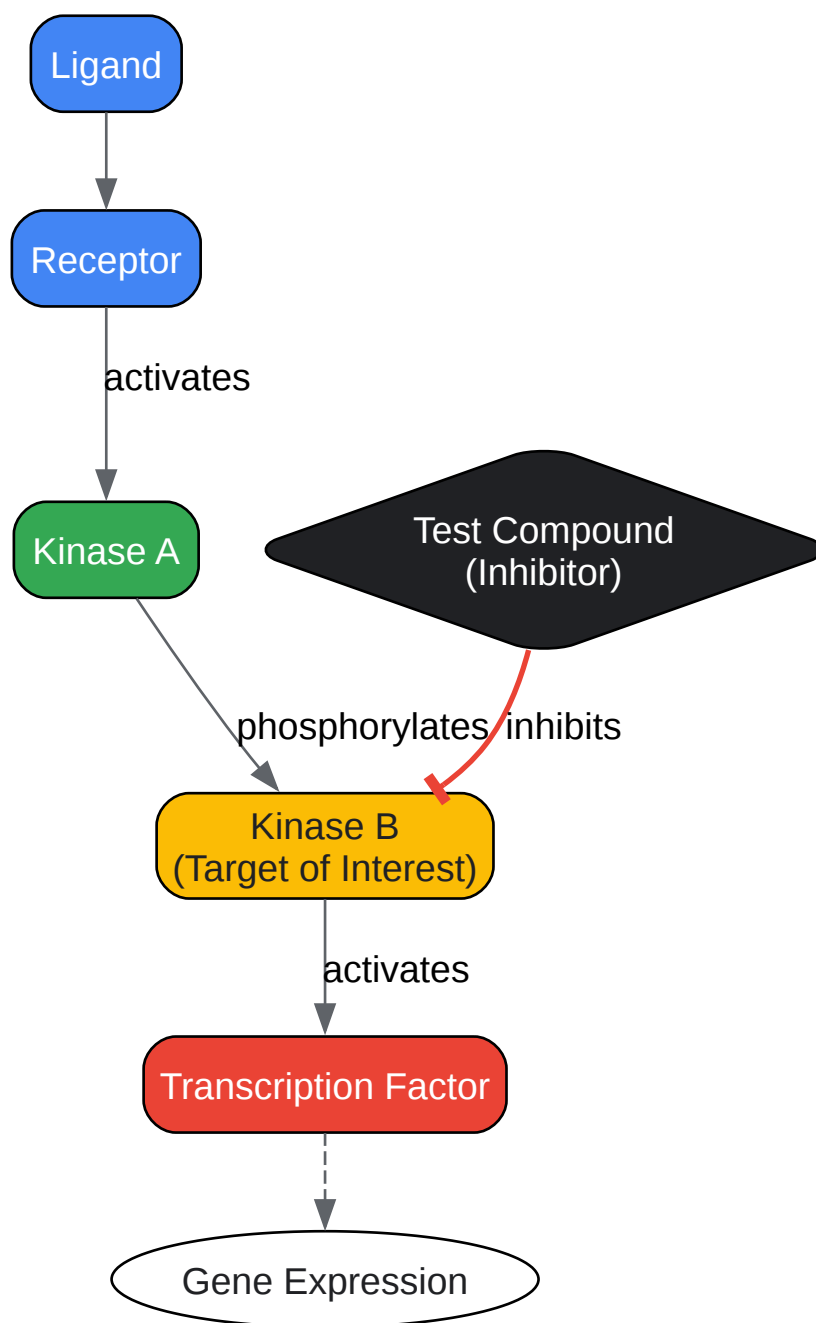 Ligand
Receptor
activates
Kinase A
Test Compound
(Inhibitor)
phosphorylates
inhibits
Kinase B
(Target of Interest)
activates
Transcription Factor
Gene Expression